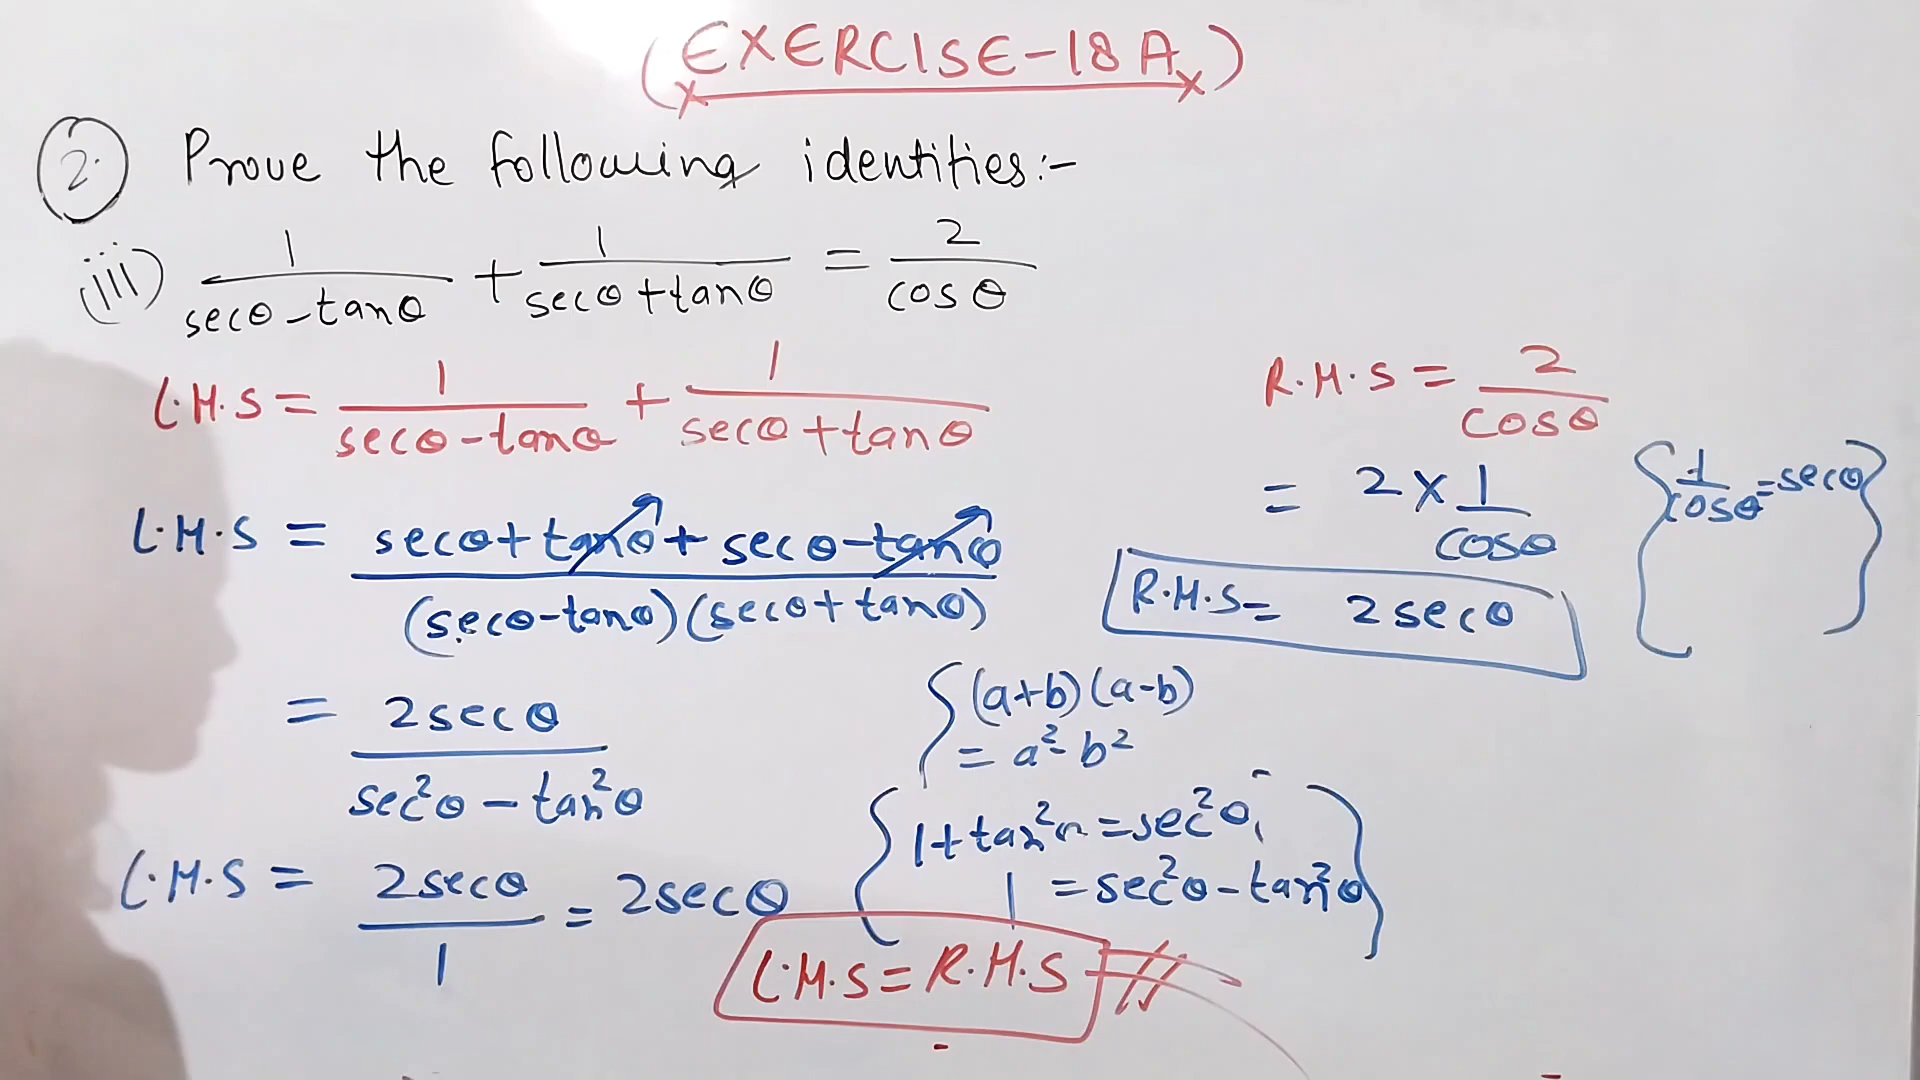 (EXERCISE-18A)
2. Prove the following identities:-
(iii) 1/(secθ-tanθ) + 1/(secθ+tanθ) = 2/cosθ
L.H.S = 1/(secθ-tanθ) + 1/(secθ+tanθ)
L.H.S = (secθ+tanθ+secθ-tanθ)/((secθ-tanθ)(secθ+tanθ))
= 2secθ/(sec²θ-tan²θ)
L.H.S = 2secθ/1 = 2secθ
R.H.S = 2/cosθ
= 2×1/cosθ
{1/cosθ=secθ}
R.H.S= 2secθ
{(a+b)(a-b)
= a²-b²
{1+tan²θ=sec²θ,
1 =sec²θ-tan²θ}
L.H.S=R.H.S